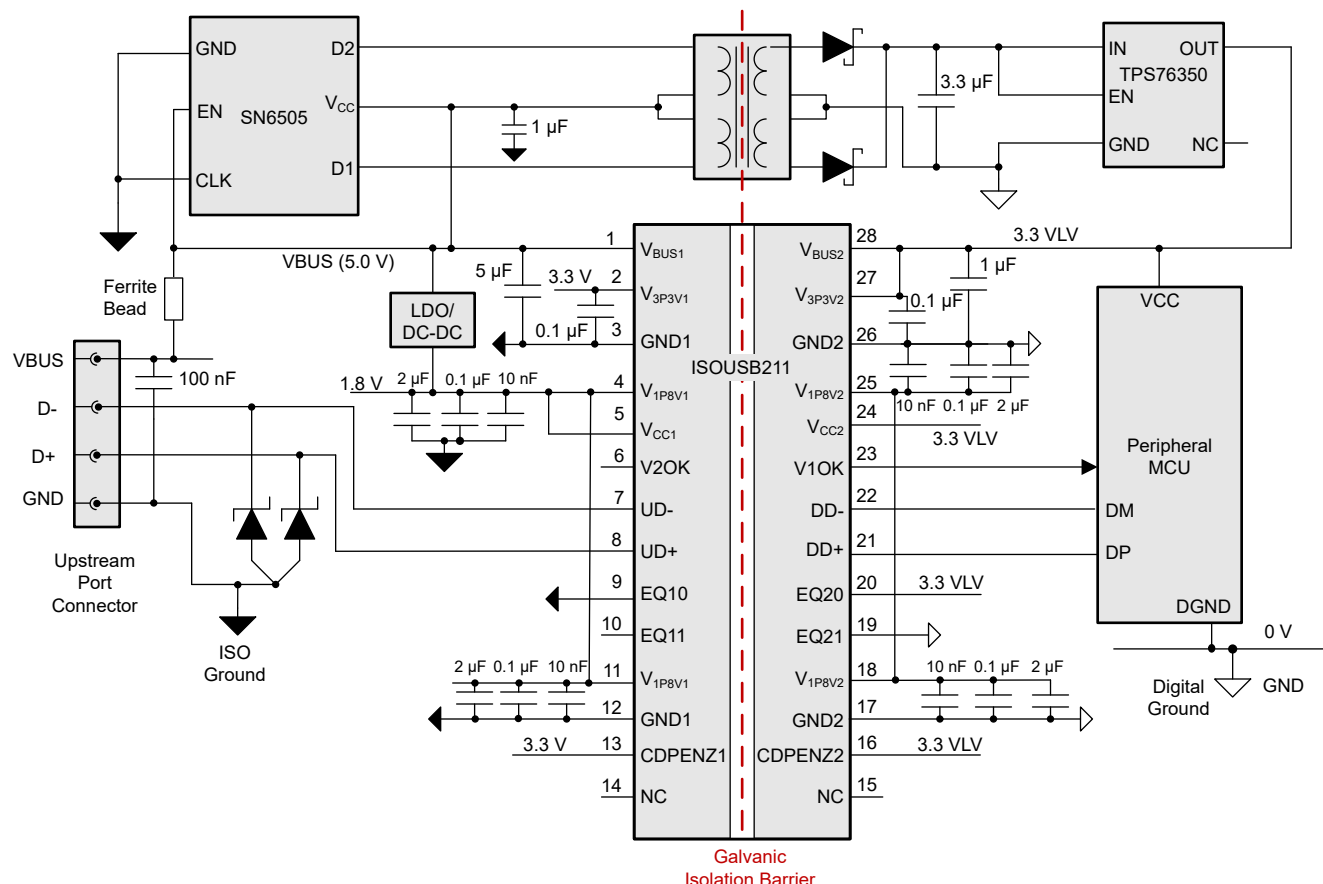 GND
EN
CLK
SN6505
D2
VCC
D1
1 µF
3.3 µF
IN
OUT
TPS76350
EN
GND
NC
VBUS (5.0 V)
Ferrite
Bead
LDO/
DC-DC
5 µF
3.3 V
0.1 µF
1.8 V
2 µF
0.1 µF
10 nF
VBUS
D-
D+
GND
100 nF
Upstream
Port
Connector
ISO
Ground
ISOUSB211
1 VBUS1
2 V3P3V1
3 GND1
4 V1P8V1
5 VCC1
6 V2OK
7 UD-
8 UD+
9 EQ10
10 EQ11
11 V1P8V1
12 GND1
13 CDPENZ1
14 NC
2 µF 0.1 µF 10 nF
3.3 V
VBUS2 28
V3P3V2 27
GND2 26
V1P8V2 25
VCC2 24
V1OK 23
DD- 22
DD+ 21
EQ20 20
EQ21 19
V1P8V2 18
GND2 17
CDPENZ2 16
NC 15
3.3 VLV
1 µF
0.1 µF
10 nF 0.1 µF 2 µF
3.3 VLV
3.3 VLV
10 nF 0.1 µF 2 µF
3.3 VLV
VCC
Peripheral
MCU
DM
DP
DGND
0 V
Digital
Ground
GND
Galvanic
Isolation Barrier